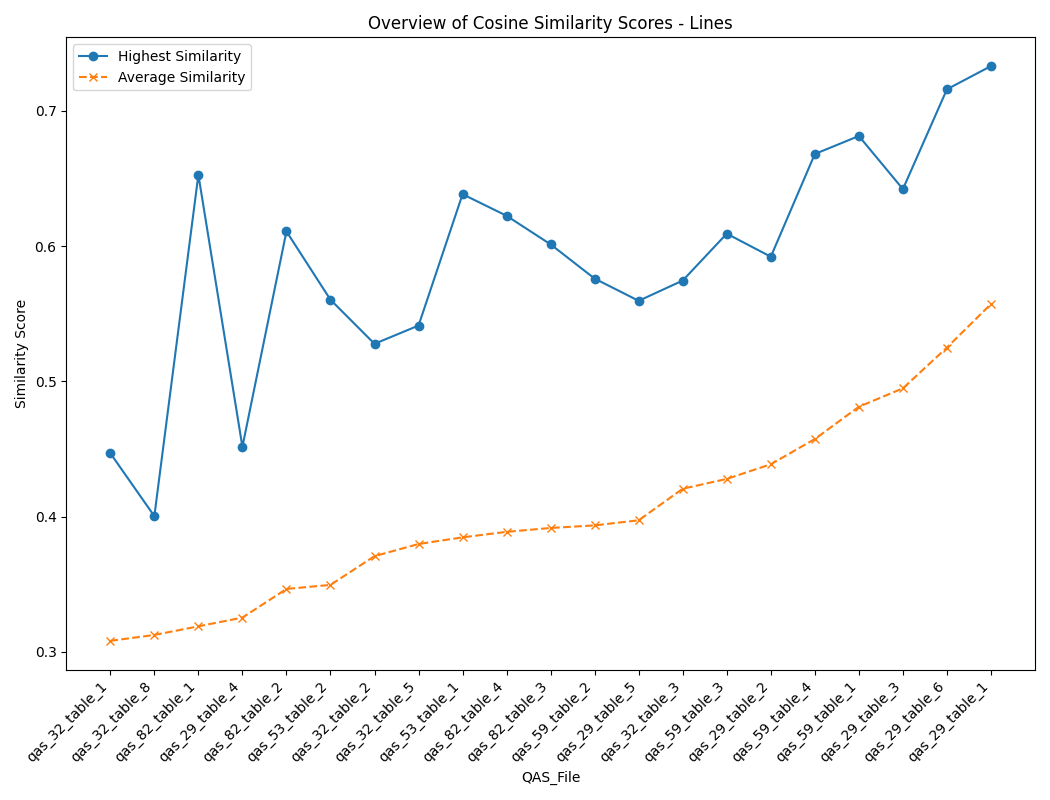 Overview of Cosine Similarity Scores - Lines
Highest Similarity
Average Similarity
Similarity Score
0.7
0.6
0.5
0.4
0.3
qas_32_table_1
qas_32_table_8
qas_82_table_1
qas_29_table_4
qas_82_table_2
qas_53_table_2
qas_32_table_2
qas_32_table_5
qas_53_table_1
qas_82_table_4
qas_82_table_3
qas_59_table_2
qas_29_table_5
qas_32_table_3
qas_59_table_3
qas_29_table_2
qas_59_table_4
qas_59_table_1
qas_29_table_3
qas_29_table_6
qas_29_table_1
QAS_File